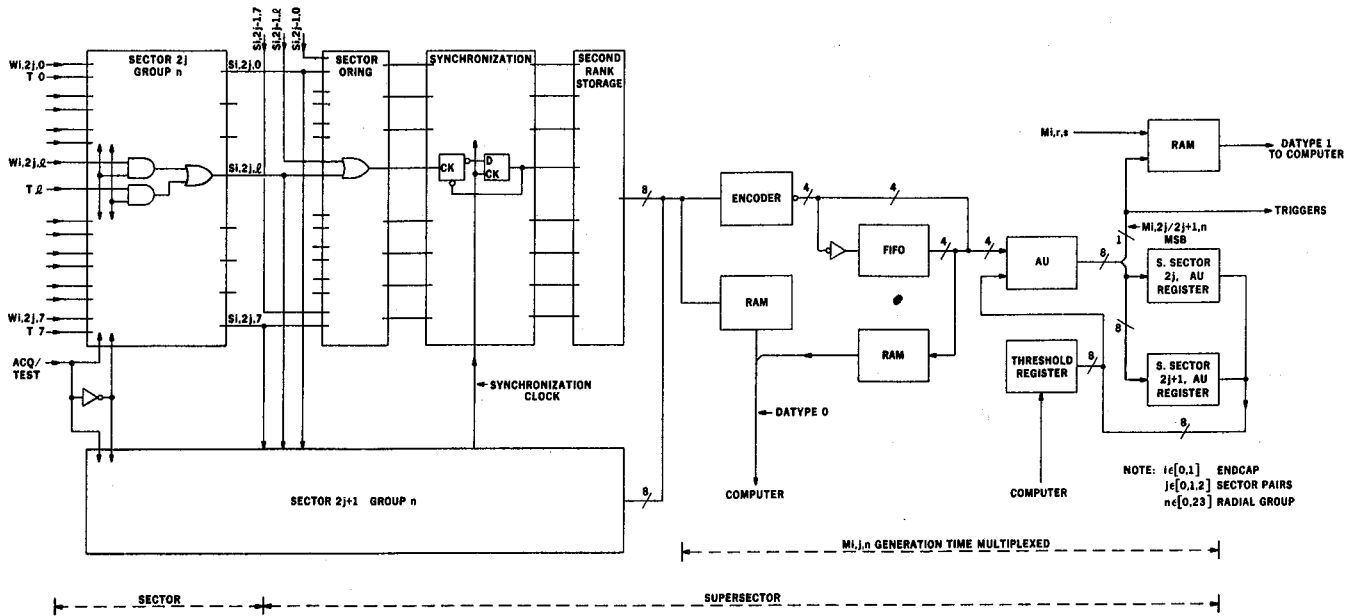 Si,2j-1,7
Si,2j-1,ℓ
Si,2j-1,0
SECTOR 2j
GROUP n
SECTOR
ORING
SYNCHRONIZATION
SECOND
RANK
STORAGE
Wi,2j,0
T 0
Si,2j,0
Wi,2j,ℓ
T ℓ
Si,2j,ℓ
CK
D
CK
Wi,2j,7
T 7
Si,2j,7
ACQ/
TEST
SYNCHRONIZATION
CLOCK
SECTOR 2j+1 GROUP n
8
8
ENCODER
4
4
FIFO
4
4
RAM
RAM
DATYPE 0
COMPUTER
AU
8
Mi,r,s
RAM
DATYPE 1
TO COMPUTER
TRIGGERS
Mi,2j/2j+1,n
MSB
1
S. SECTOR
2j, AU
REGISTER
8
THRESHOLD
REGISTER
8
S. SECTOR
2j+1, AU
REGISTER
8
COMPUTER
NOTE: iϵ[0,1] ENDCAP
jϵ[0,1,2] SECTOR PAIRS
nϵ[0,23] RADIAL GROUP
Mi,j,n GENERATION TIME MULTIPLEXED
SECTOR
SUPERSECTOR